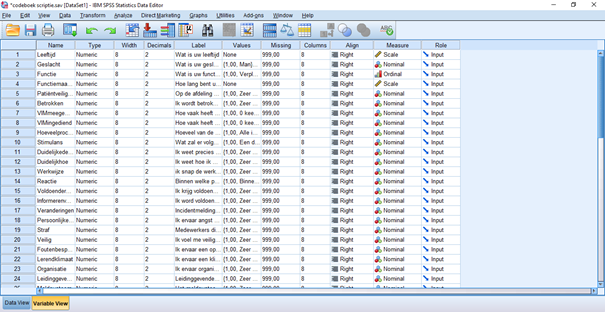 *codeboek scriptie.sav [DataSet1] - IBM SPSS Statistics Data Editor
File Edit View Data Transform Analyze Direct Marketing Graphs Utilities Add-ons Window Help
Name Type Width Decimals Label Values Missing Columns Align Measure Role
1 Leeftijd Numeric 8 2 Wat is uw leeftijd None 999,00 8 Right Scale Input
2 Geslacht Numeric 8 2 Wat is uw gesl... {1,00, Man}... 999,00 8 Right Nominal Input
3 Functie Numeric 8 2 Wat is uw funct... {1,00, Verpl... 999,00 8 Right Ordinal Input
4 Functiemaa... Numeric 8 2 Hoe lang bent u... None 999,00 8 Right Scale Input
5 Patiëntveilig... Numeric 8 2 Op de afdeling ... {1,00, Zeer ... 999,00 8 Right Nominal Input
6 Betrokken Numeric 8 2 Ik wordt betrok... {1,00, Zeer ... 999,00 8 Right Nominal Input
7 VIMmeege... Numeric 8 2 Hoe vaak heeft ... {1,00, 0 kee... 999,00 8 Right Nominal Input
8 VIMingediend Numeric 8 2 Hoe vaak heeft ... {1,00, 0 kee... 999,00 8 Right Nominal Input
9 Hoeveelproc... Numeric 8 2 Hoeveel van de... {1,00, Alle i... 999,00 8 Right Nominal Input
10 Stimulans Numeric 8 2 Wat zal er volg... {1,00, Een d... 999,00 8 Right Nominal Input
11 Duidelijkede... Numeric 8 2 Ik weet precies ... {1,00, Zeer ... 999,00 8 Right Nominal Input
12 Duidelijkhoe Numeric 8 2 Ik weet hoe ik ... {1,00, Zeer ... 999,00 8 Right Nominal Input
13 Werkwijze Numeric 8 2 ik snap de werk... {1,00, Zeer ... 999,00 8 Right Nominal Input
14 Reactie Numeric 8 2 Binnen welke p... {1,00, Binne... 999,00 8 Right Nominal Input
15 Voldoender... Numeric 8 2 Ik krijg voldoen... {1,00, Zeer ... 999,00 8 Right Nominal Input
16 Informerenv... Numeric 8 2 Ik word voldoen... {1,00, Zeer ... 999,00 8 Right Nominal Input
17 Veranderingen Numeric 8 2 Incidentmelding... {1,00, Zeer ... 999,00 8 Right Nominal Input
18 Persoonlijke... Numeric 8 2 Ik ervaar angst ... {1,00, Zeer ... 999,00 8 Right Nominal Input
19 Straf Numeric 8 2 Medewerkers di... {1,00, Zeer ... 999,00 8 Right Nominal Input
20 Veilig Numeric 8 2 Ik voel me veilig... {1,00, Zeer ... 999,00 8 Right Nominal Input
21 Foutenbesp... Numeric 8 2 Ik ervaar een op... {1,00, Zeer ... 999,00 8 Right Nominal Input
22 Lerendklimaat Numeric 8 2 Ik ervaar een kli... {1,00, Zeer ... 999,00 8 Right Nominal Input
23 Organisatie Numeric 8 2 Ik ervaar organi... {1,00, Zeer ... 999,00 8 Right Nominal Input
24 Leidinggeve... Numeric 8 2 Leidinggevende... {1,00, Zeer ... 999,00 8 Right Nominal Input
Data View Variable View